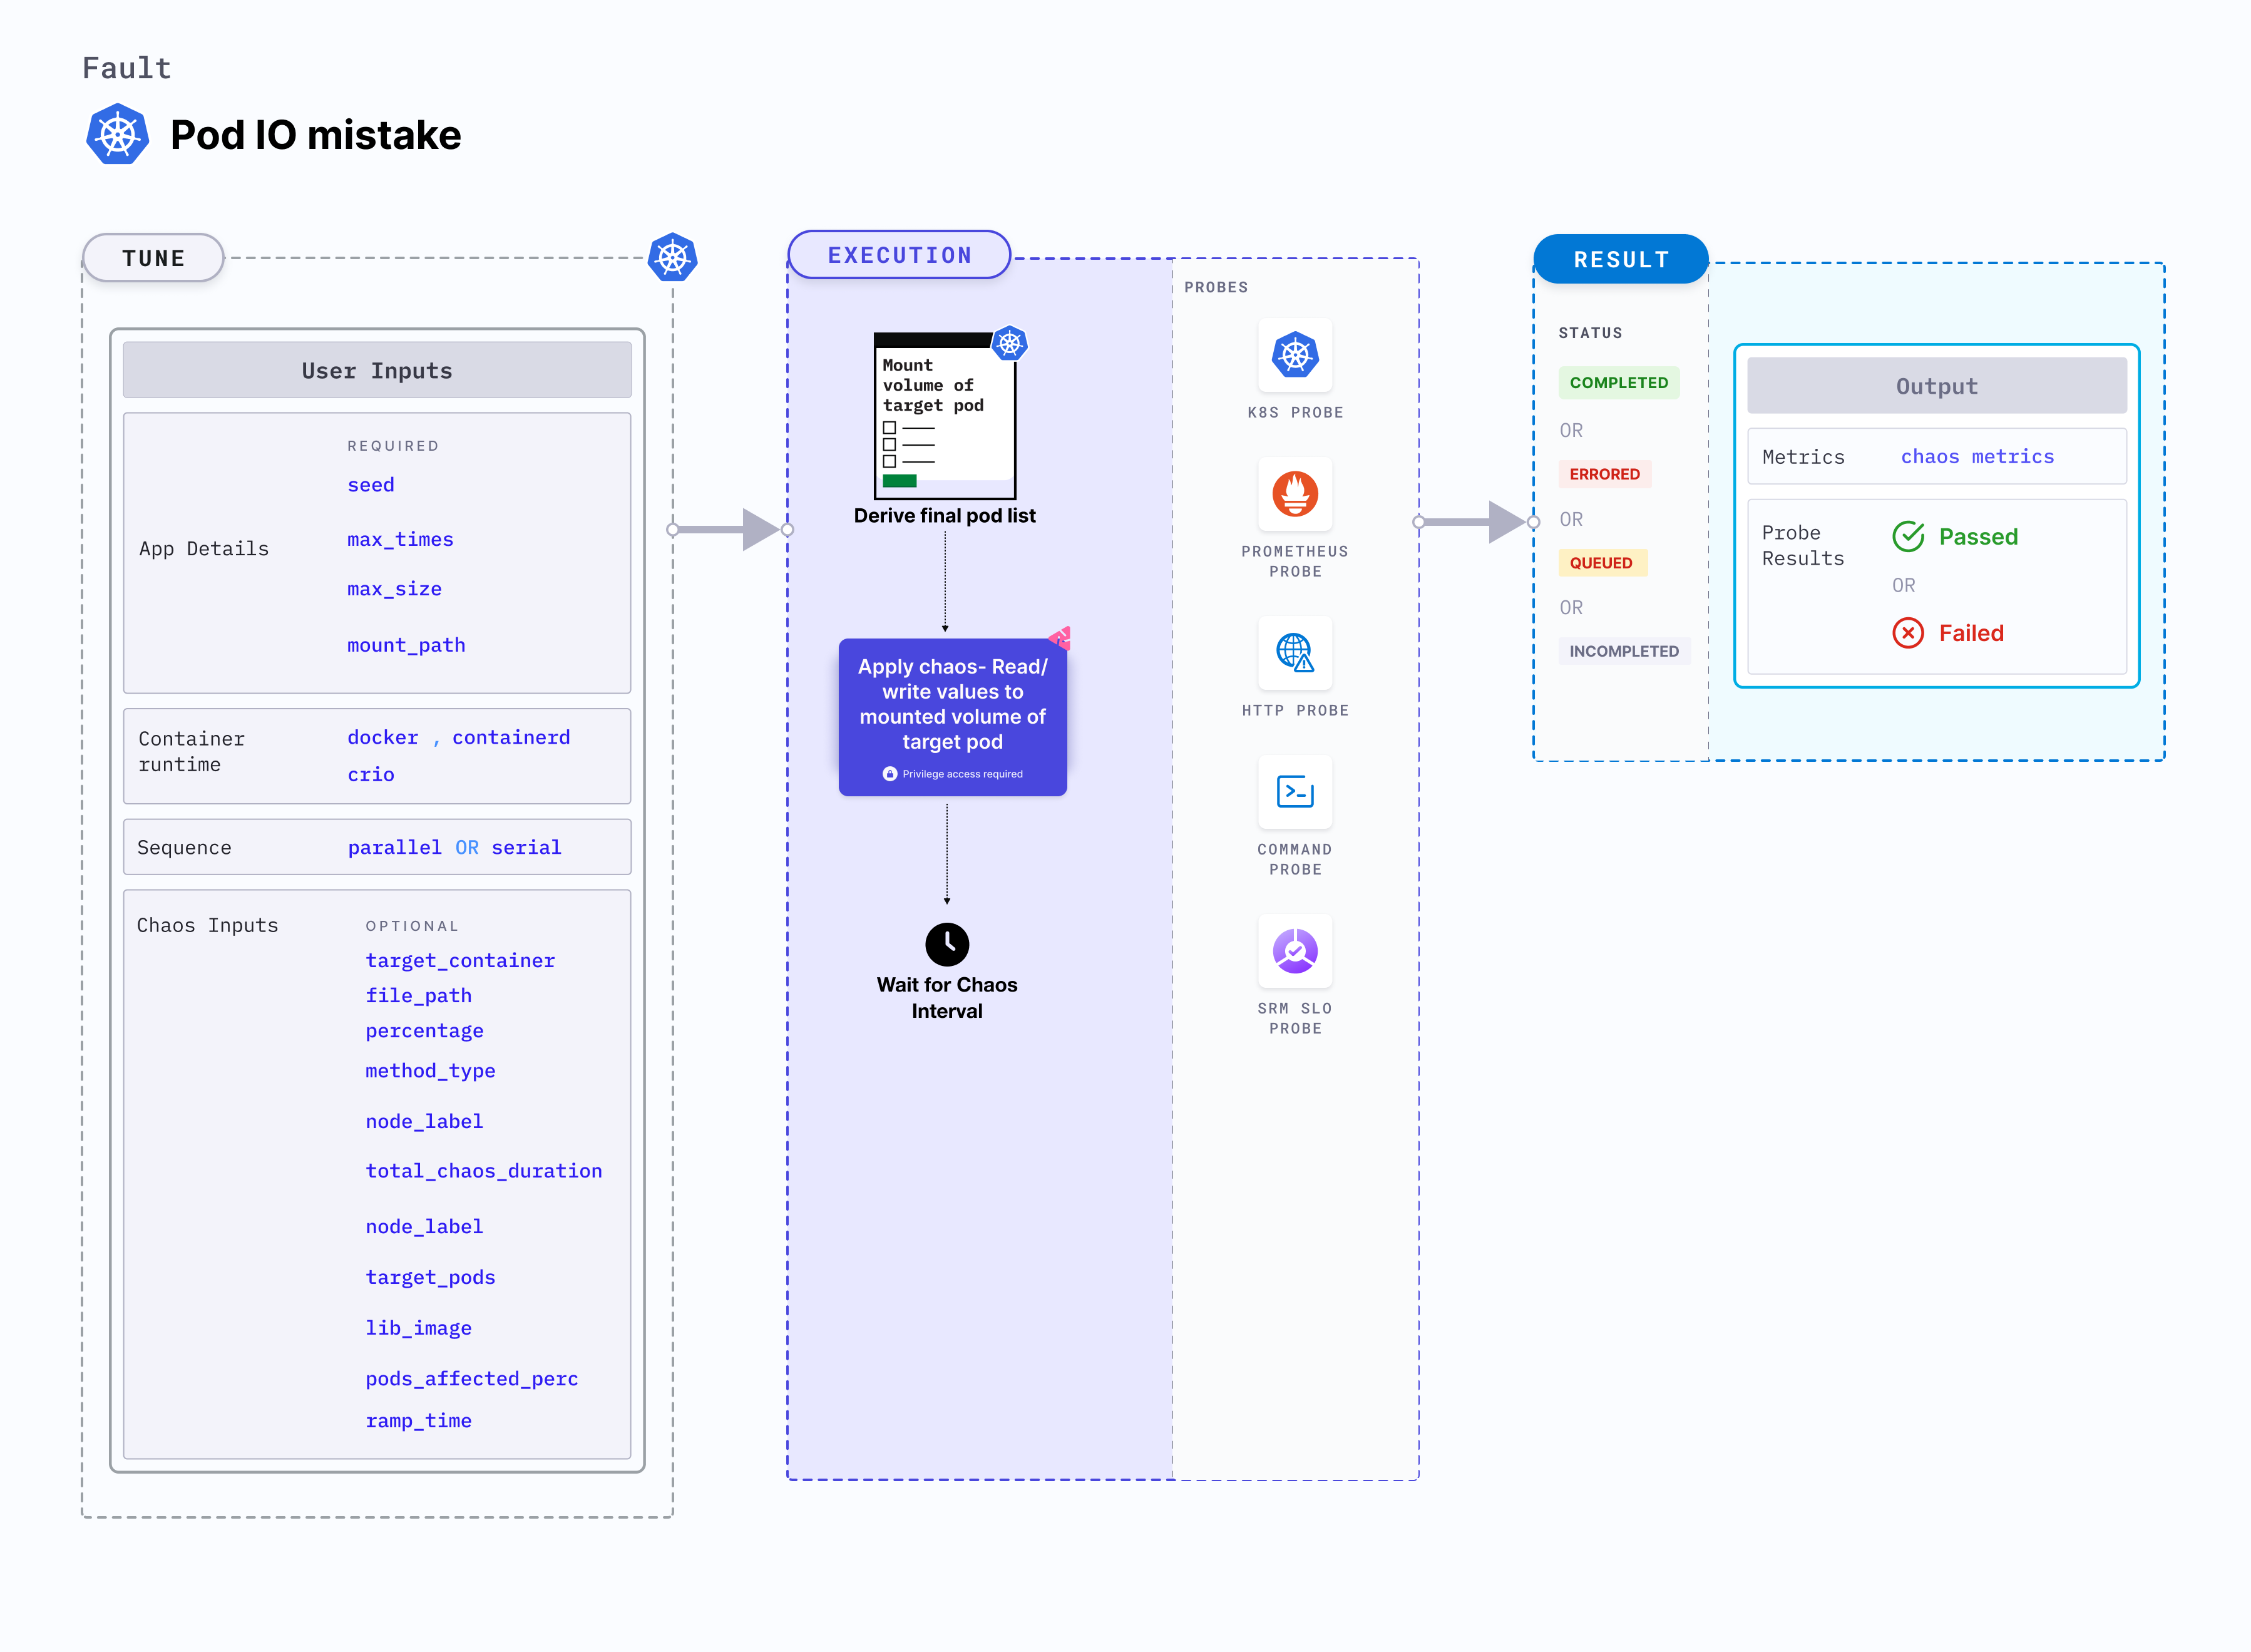 Fault
Pod IO mistake
TUNE
User Inputs
App Details
REQUIRED
seed
max_times
max_size
mount_path
Container
runtime
docker , containerd
crio
Sequence
parallel OR serial
Chaos Inputs
OPTIONAL
target_container
file_path
percentage
method_type
node_label
total_chaos_duration
node_label
target_pods
lib_image
pods_affected_perc
ramp_time
EXECUTION
Mount
volume of
target pod
Derive final pod list
Apply chaos- Read/
write values to
mounted volume of
target pod
Privilege access required
Wait for Chaos
Interval
PROBES
K8S PROBE
PROMETHEUS
PROBE
HTTP PROBE
COMMAND
PROBE
SRM SLO
PROBE
RESULT
STATUS
COMPLETED
OR
ERRORED
OR
QUEUED
OR
INCOMPLETED
Output
Metrics
chaos metrics
Probe
Results
Passed
OR
Failed